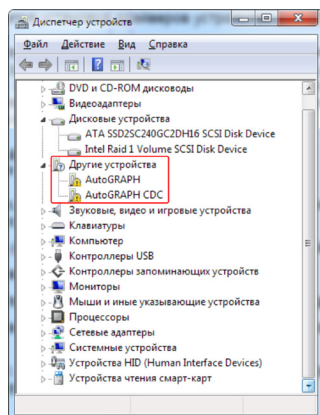 Диспетчер устройств
Файл Действие Вид Справка
DVD и CD-ROM дисководы
Видеоадаптеры
Дисковые устройства
ATA SSD2SC240GC2DH16 SCSI Disk Device
Intel Raid 1 Volume SCSI Disk Device
Другие устройства
AutoGRAPH
AutoGRAPH CDC
Звуковые, видео и игровые устройства
Клавиатуры
Компьютер
Контроллеры USB
Контроллеры запоминающих устройств
Мониторы
Мыши и иные указывающие устройства
Процессоры
Сетевые адаптеры
Системные устройства
Устройства HID (Human Interface Devices)
Устройства чтения смарт-карт